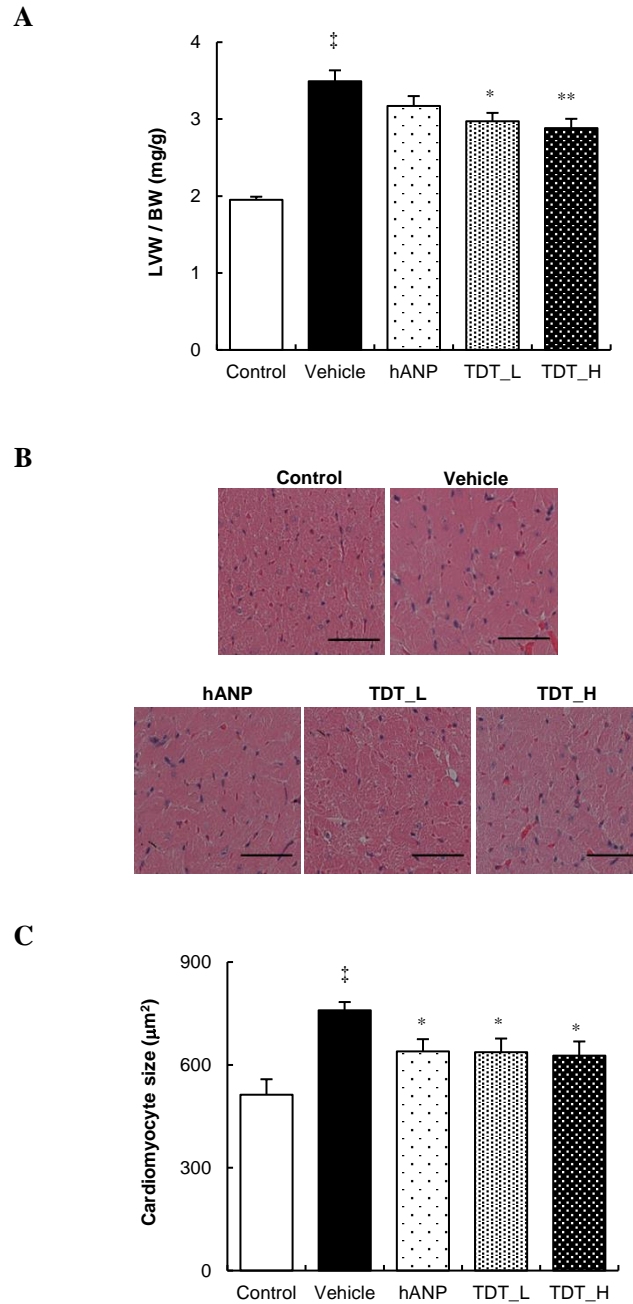 A
LVW / BW (mg/g)
4
3
2
1
0
‡
*
**
Control Vehicle hANP TDT_L TDT_H
B
Control Vehicle
hANP TDT_L TDT_H
C
Cardiomyocyte size (μm²)
900
600
300
0
‡
* * *
Control Vehicle hANP TDT_L TDT_H